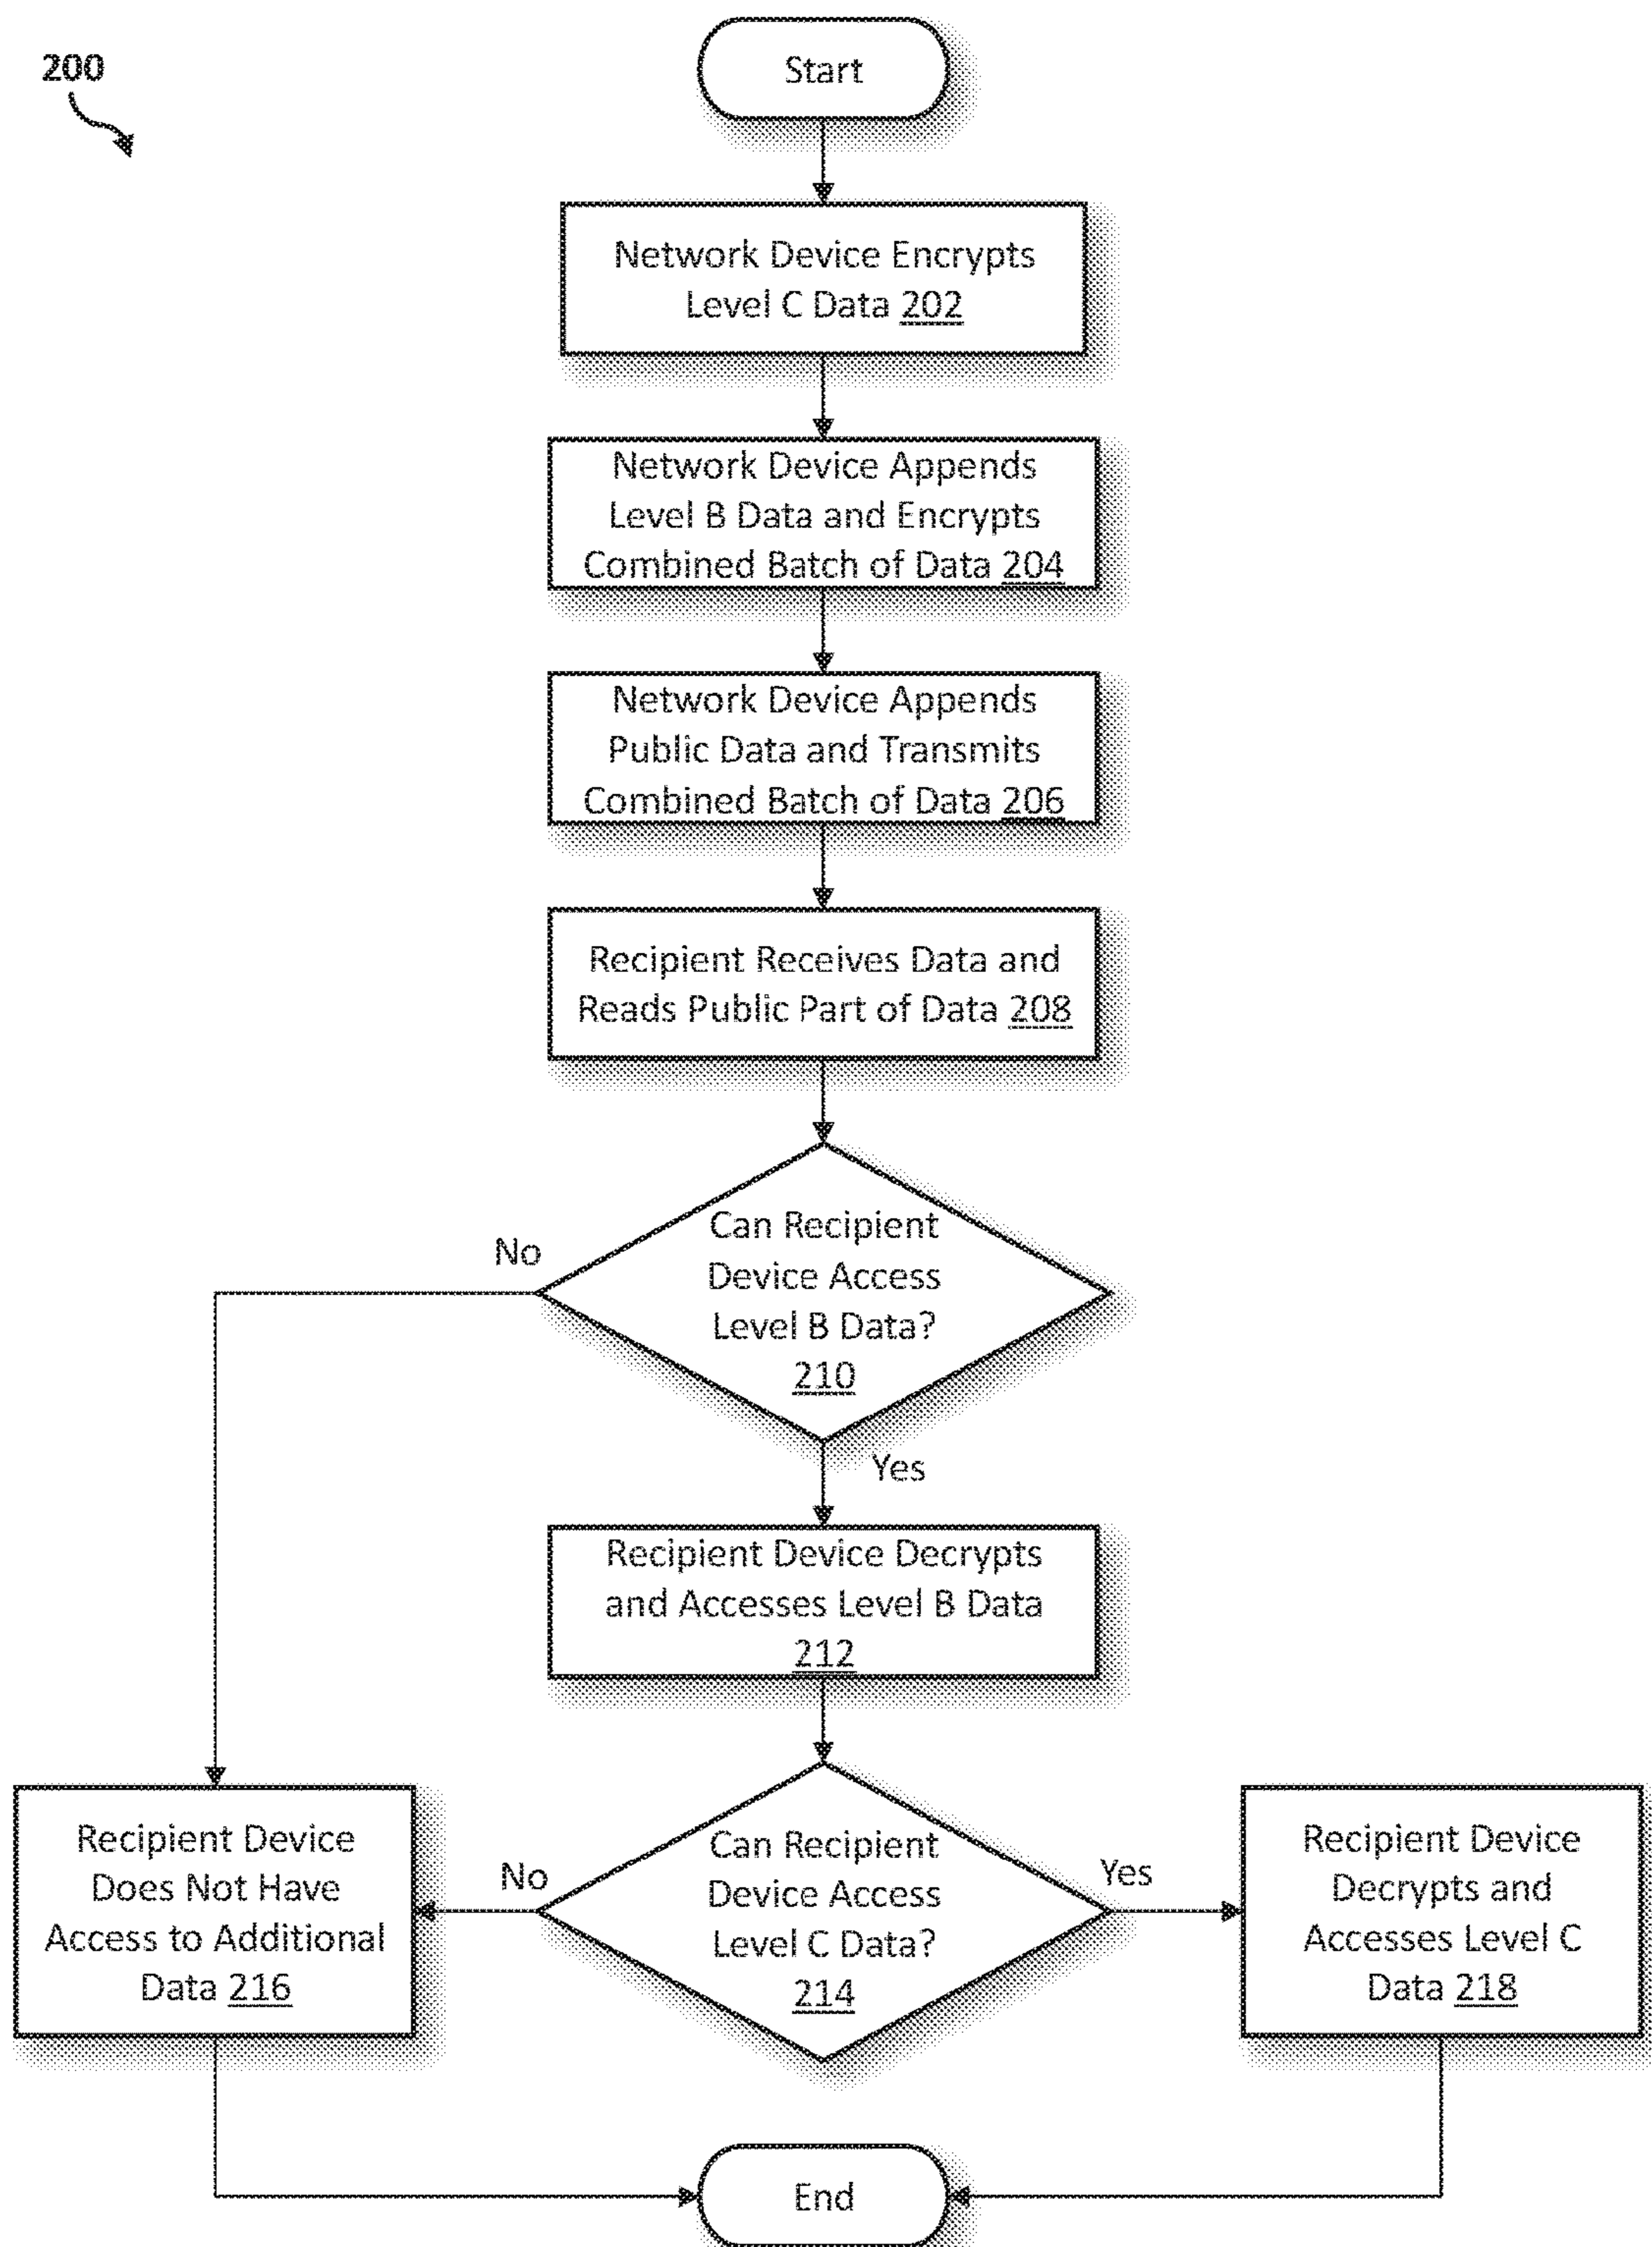 200
Start
Network Device Encrypts
Level C Data 202
Network Device Appends
Level B Data and Encrypts
Combined Batch of Data 204
Network Device Appends
Public Data and Transmits
Combined Batch of Data 206
Recipient Receives Data and
Reads Public Part of Data 208
Can Recipient
Device Access
Level B Data?
210
No
Yes
Recipient Device Decrypts
and Accesses Level B Data
212
Can Recipient
Device Access
Level C Data?
214
No
Yes
Recipient Device
Does Not Have
Access to Additional
Data 216
Recipient Device
Decrypts and
Accesses Level C
Data 218
End